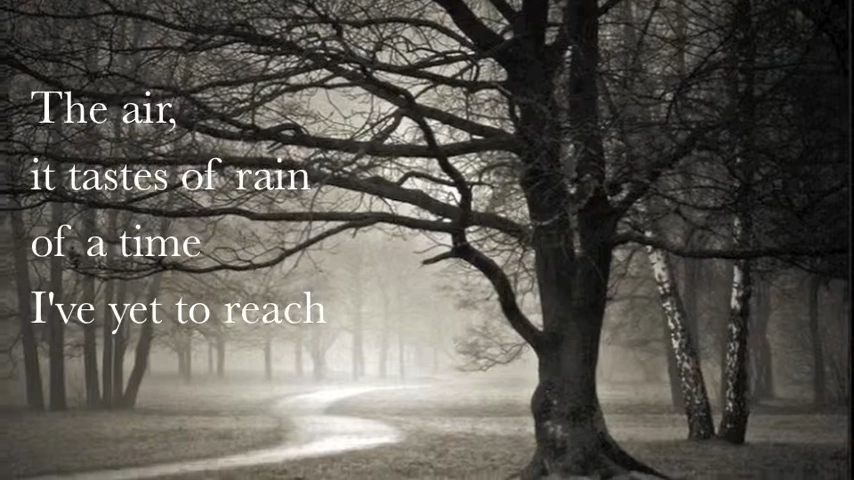 The air,
it tastes of rain
of a time
I've yet to reach